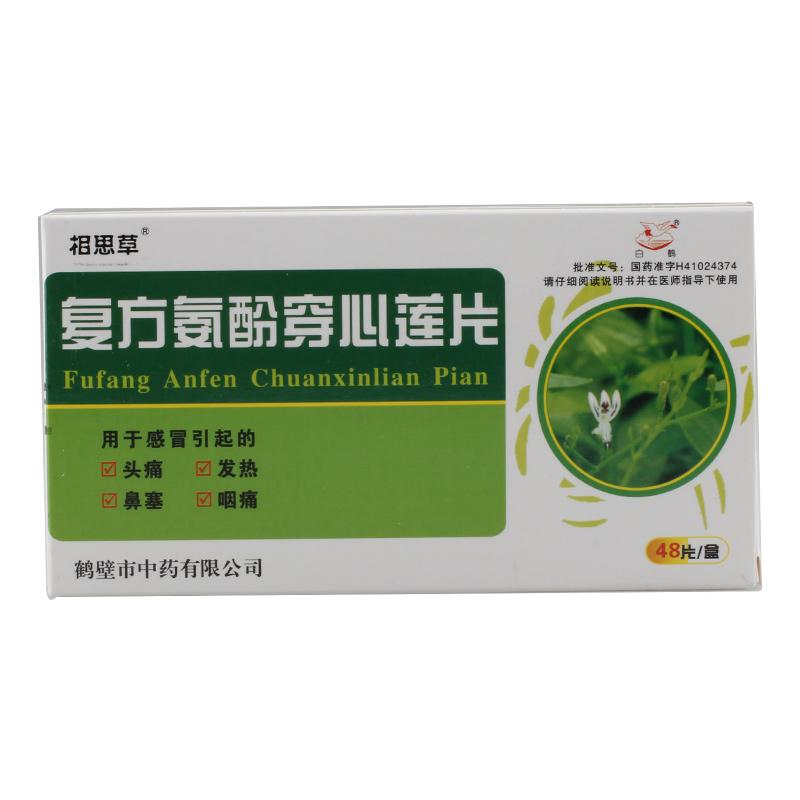 相思草®
白鹤®
批准文号：国药准字H41024374
请仔细阅读说明书并在医师指导下使用
复方氨酚穿心莲片
Fufang Anfen Chuanxinlian Pian
用于感冒引起的
头痛 发热
鼻塞 咽痛
48片/盒
鹤壁市中药有限公司